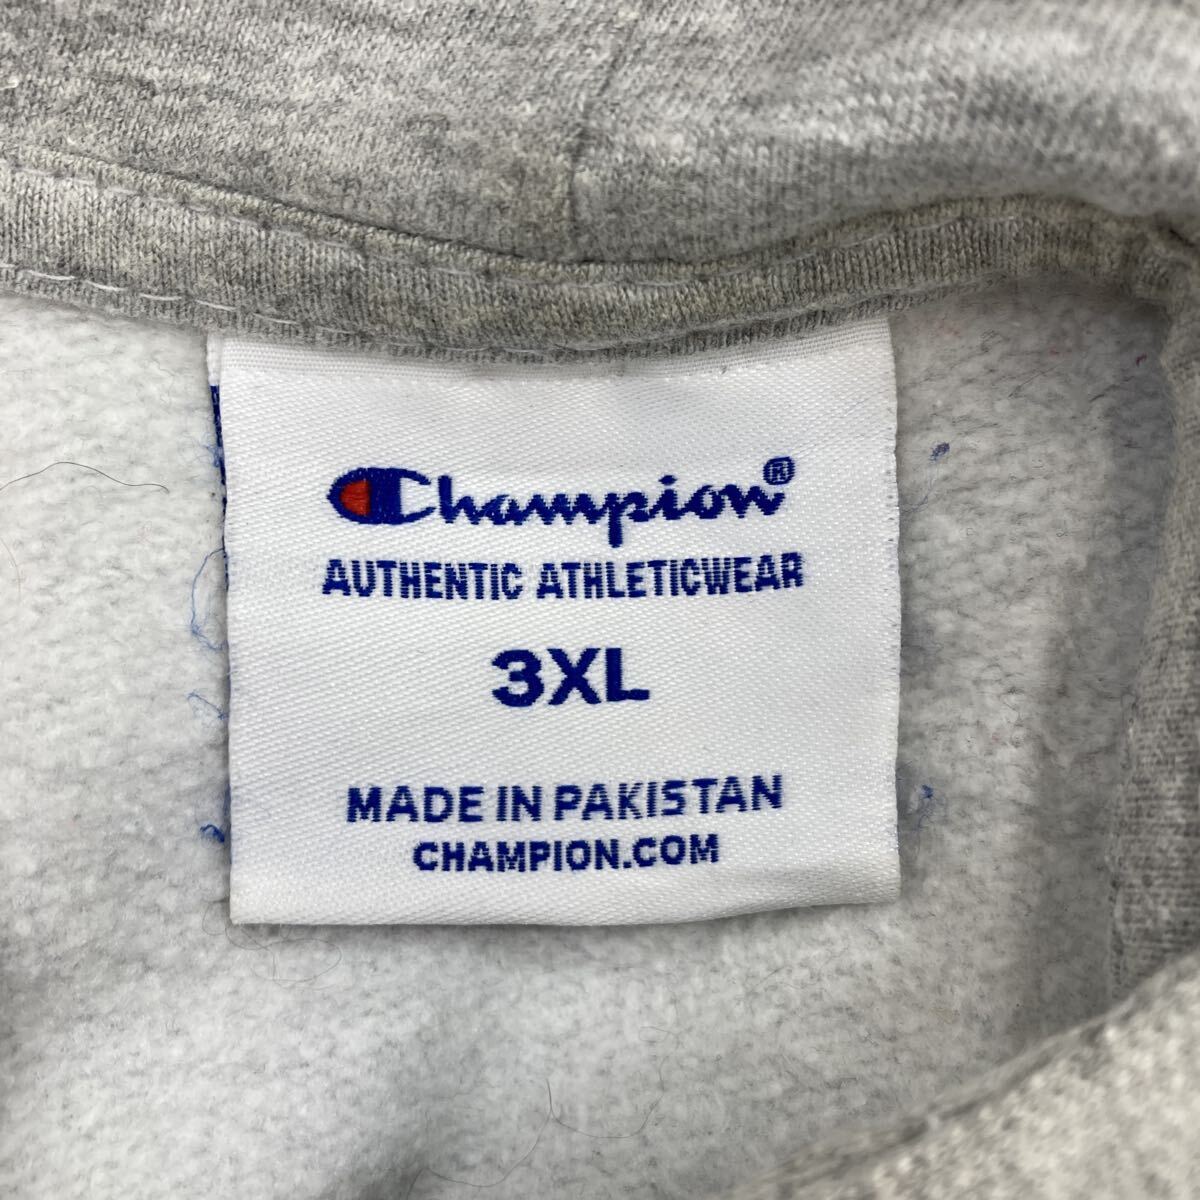 Champion®
AUTHENTIC ATHLETICWEAR
3XL
MADE IN PAKISTAN
CHAMPION.COM